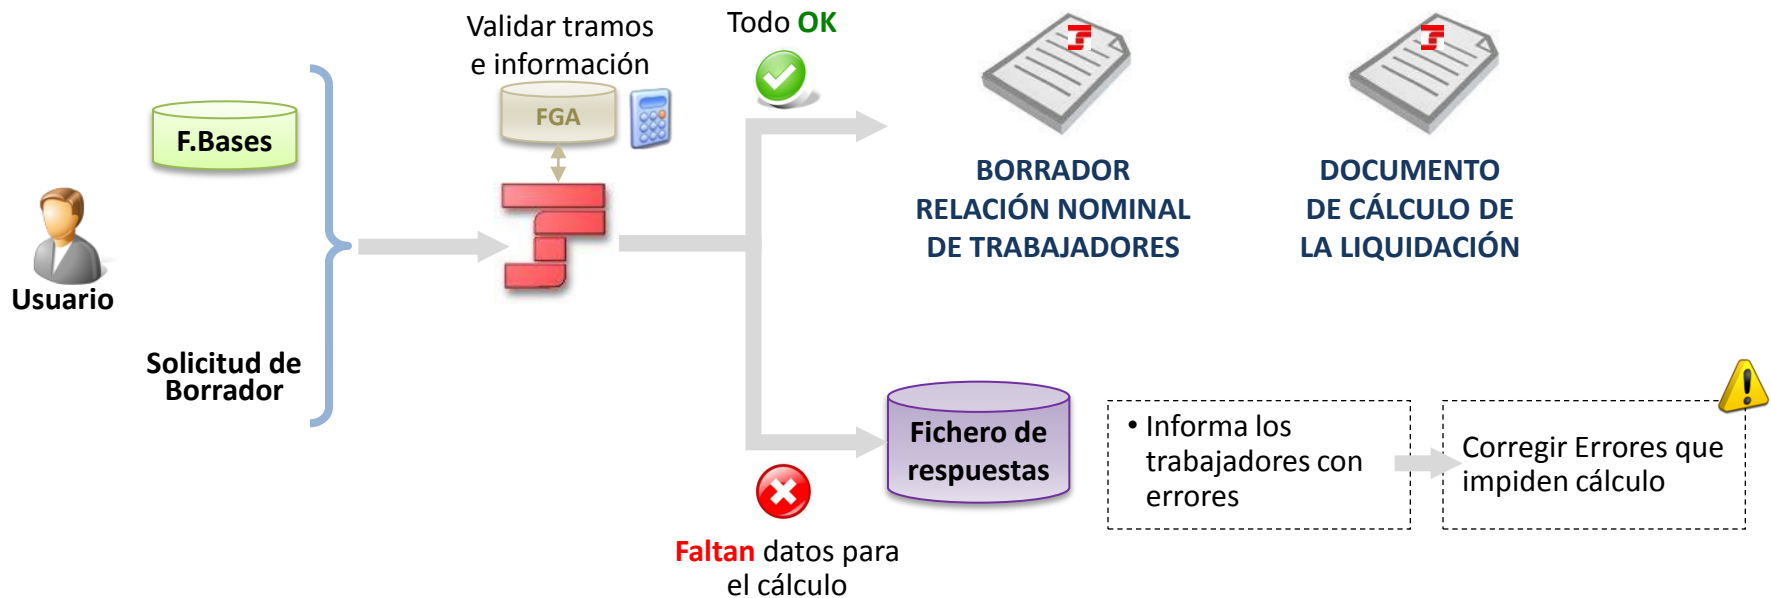 Validar tramos
e información
Todo OK
F.Bases
FGA
Usuario
Solicitud de
Borrador
BORRADOR
RELACIÓN NOMINAL
DE TRABAJADORES
DOCUMENTO
DE CÁLCULO DE
LA LIQUIDACIÓN
Fichero de
respuestas
• Informa los
trabajadores con
errores
Corregir Errores que
impiden cálculo
Faltan datos para
el cálculo